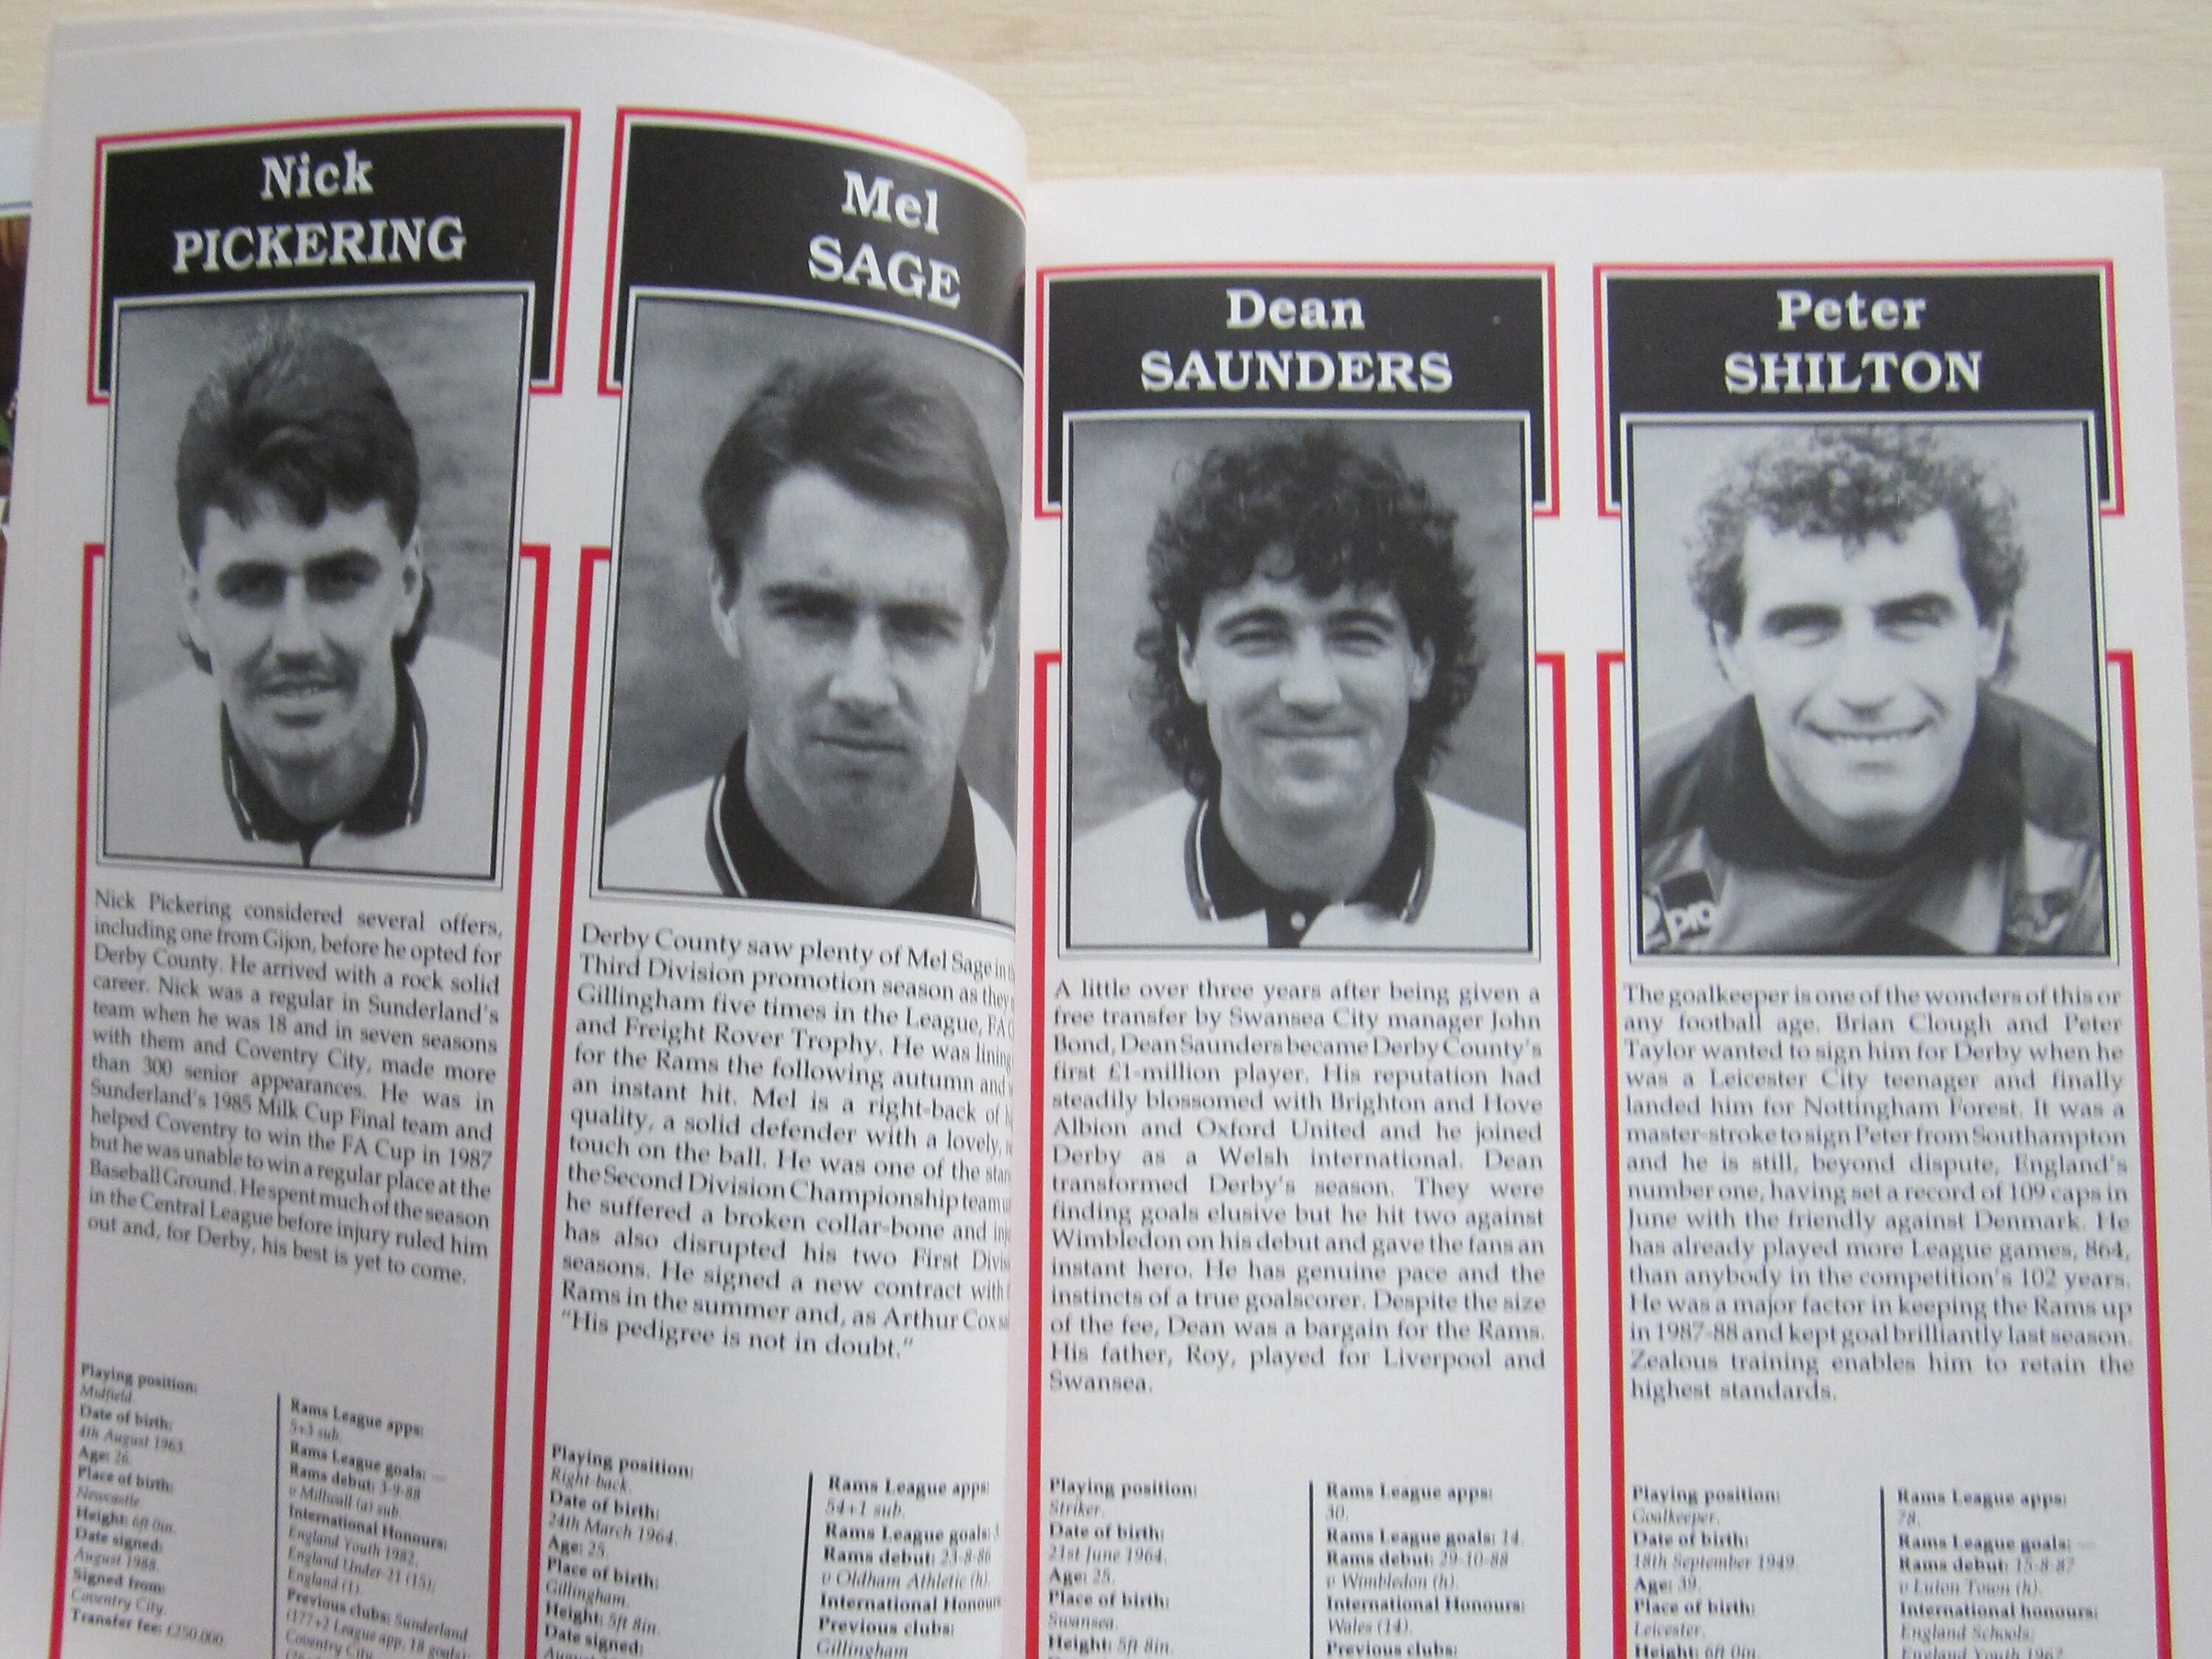 Nick
PICKERING
Nick Pickering considered several offers,
including one from Gijon, before he opted for
Derby County. He arrived with a rock solid
career. Nick was a regular in Sunderland's
team when he was 18 and in seven seasons
with them and Coventry City, made more
than 300 senior appearances. He was in
Sunderland's 1985 Milk Cup Final team and
helped Coventry to win the FA Cup in 1987
but he was unable to win a regular place at the
Baseball Ground. He spent much of the season
in the Central League before injury ruled him
out and, for Derby, his best is yet to come.
Playing position:
Midfield.
Date of birth:
4th August 1963.
Age: 26.
Place of birth:
Newcastle.
Height: 6ft 0in.
Date signed:
August 1988.
Signed from:
Coventry City.
Transfer fee: £250,000.
Rams League apps:
5+3 sub.
Rams League goals: —
Rams debut: 3-9-88
v Millwall (a) sub.
International Honours:
England Youth 1982,
England Under-21 (15);
England (1).
Previous clubs: Sunderland
(177+2 League app, 18 goals);
Coventry City
Mel
SAGE
Derby County saw plenty of Mel Sage in
Third Division promotion season as they
Gillingham five times in the League, FA
and Freight Rover Trophy. He was lining
for the Rams the following autumn and
an instant hit. Mel is a right-back of
quality, a solid defender with a lovely,
touch on the ball. He was one of the
the Second Division Championship team
he suffered a broken collar-bone and
has also disrupted his two First
seasons. He signed a new contract with
Rams in the summer and, as Arthur Cox
"His pedigree is not in doubt."
Playing position:
Right-back.
Date of birth:
24th March 1964.
Age: 25.
Place of birth:
Gillingham.
Height: 5ft 8in.
Date signed:
Rams League apps:
54+1 sub.
Rams League goals:
Rams debut: 23-8-86
v Oldham Athletic (h).
International Honours
Previous clubs:
Gillingham
Dean
SAUNDERS
A little over three years after being given a
free transfer by Swansea City manager John
Bond, Dean Saunders became Derby County's
first £1-million player. His reputation had
steadily blossomed with Brighton and Hove
Albion and Oxford United and he joined
Derby as a Welsh international. Dean
transformed Derby's season. They were
finding goals elusive but he hit two against
Wimbledon on his debut and gave the fans an
instant hero. He has genuine pace and the
instincts of a true goalscorer. Despite the size
of the fee, Dean was a bargain for the Rams.
His father, Roy, played for Liverpool and
Swansea.
Playing position:
Striker.
Date of birth:
21st June 1964.
Age: 25.
Place of birth:
Swansea.
Height: 5ft 8in.
Rams League apps:
30.
Rams League goals: 14.
Rams debut: 29-10-88
v Wimbledon (h).
International Honours:
Wales (14).
Previous clubs:
Peter
SHILTON
pro
The goalkeeper is one of the wonders of this or
any football age. Brian Clough and Peter
Taylor wanted to sign him for Derby when he
was a Leicester City teenager and finally
landed him for Nottingham Forest. It was a
master-stroke to sign Peter from Southampton
and he is still, beyond dispute, England's
number one, having set a record of 109 caps in
June with the friendly against Denmark. He
has already played more League games, 864,
than anybody in the competition's 102 years.
He was a major factor in keeping the Rams up
in 1987-88 and kept goal brilliantly last season.
Zealous training enables him to retain the
highest standards.
Playing position:
Goalkeeper.
Date of birth:
18th September 1949.
Age: 39.
Place of birth:
Leicester.
Height: 6ft 0in.
Rams League apps:
78.
Rams League goals: —
Rams debut: 15-8-87
v Luton Town (h).
International honours:
England Schools;
England Youth 1967